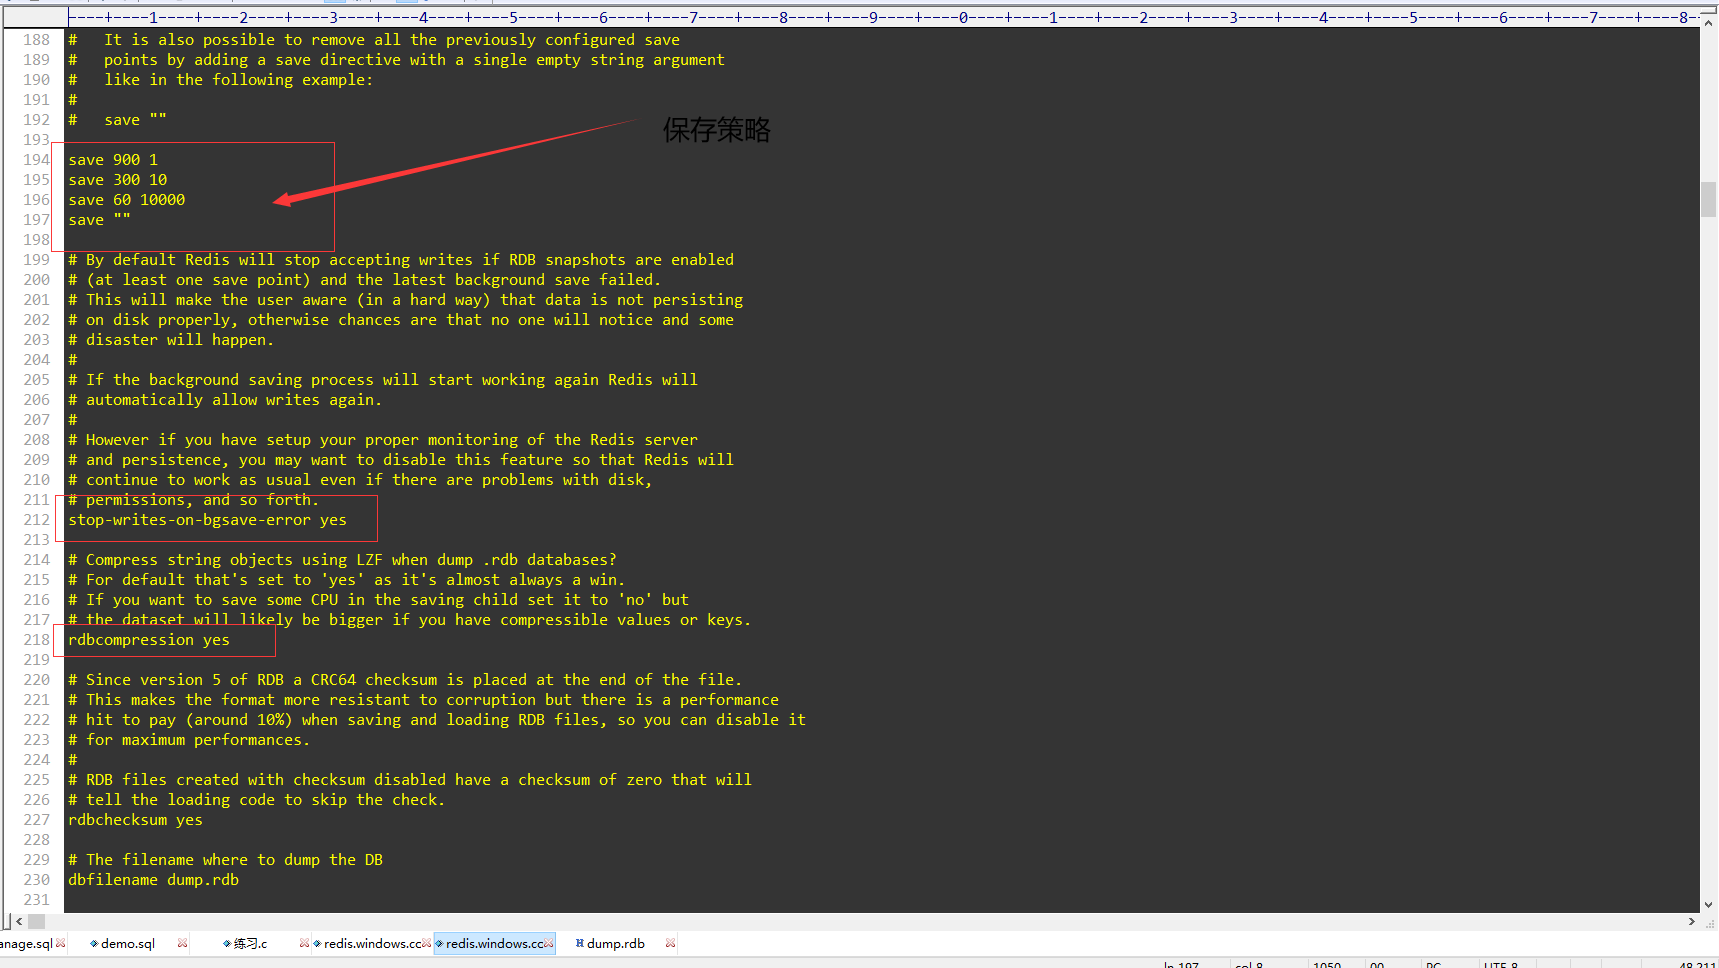 ----+----1----+----2----+----3----+----4----+----5----+----6----+----7----+----8----+----9----+----0----+----1----+----2----+----3----+----4----+----5----+----6----+----7----+----8--
188 #   It is also possible to remove all the previously configured save
189 #   points by adding a save directive with a single empty string argument
190 #   like in the following example:
191 #
192 #   save ""
保存策略
193
194 save 900 1
195 save 300 10
196 save 60 10000
197 save ""
198
199 # By default Redis will stop accepting writes if RDB snapshots are enabled
200 # (at least one save point) and the latest background save failed.
201 # This will make the user aware (in a hard way) that data is not persisting
202 # on disk properly, otherwise chances are that no one will notice and some
203 # disaster will happen.
204 #
205 # If the background saving process will start working again Redis will
206 # automatically allow writes again.
207 #
208 # However if you have setup your proper monitoring of the Redis server
209 # and persistence, you may want to disable this feature so that Redis will
210 # continue to work as usual even if there are problems with disk,
211 # permissions, and so forth.
212 stop-writes-on-bgsave-error yes
213
214 # Compress string objects using LZF when dump .rdb databases?
215 # For default that's set to 'yes' as it's almost always a win.
216 # If you want to save some CPU in the saving child set it to 'no' but
217 # the dataset will likely be bigger if you have compressible values or keys.
218 rdbcompression yes
219
220 # Since version 5 of RDB a CRC64 checksum is placed at the end of the file.
221 # This makes the format more resistant to corruption but there is a performance
222 # hit to pay (around 10%) when saving and loading RDB files, so you can disable it
223 # for maximum performances.
224 #
225 # RDB files created with checksum disabled have a checksum of zero that will
226 # tell the loading code to skip the check.
227 rdbchecksum yes
228
229 # The filename where to dump the DB
230 dbfilename dump.rdb
231
anage.sql demo.sql 练习.c redis.windows.cc redis.windows.cc dump.rdb
ln 197 col 8 1050 00 PC UTF-8 48,211